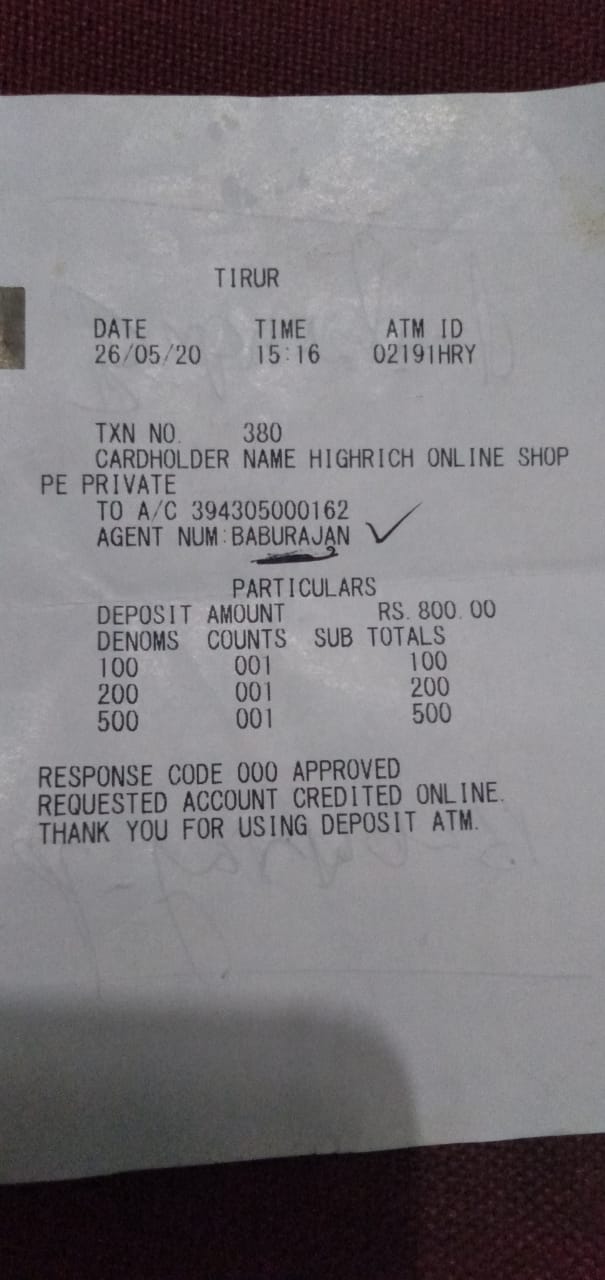 TIRUR
DATE TIME ATM ID
26/05/20 15:16 02191HRY
TXN NO. 380
CARDHOLDER NAME HIGHRICH ONLINE SHOP
PE PRIVATE
TO A/C 394305000162
AGENT NUM:BABURAJAN
PARTICULARS
DEPOSIT AMOUNT RS.800.00
DENOMS COUNTS SUB TOTALS
100 001 100
200 001 200
500 001 500
RESPONSE CODE 000 APPROVED
REQUESTED ACCOUNT CREDITED ONLINE.
THANK YOU FOR USING DEPOSIT ATM.